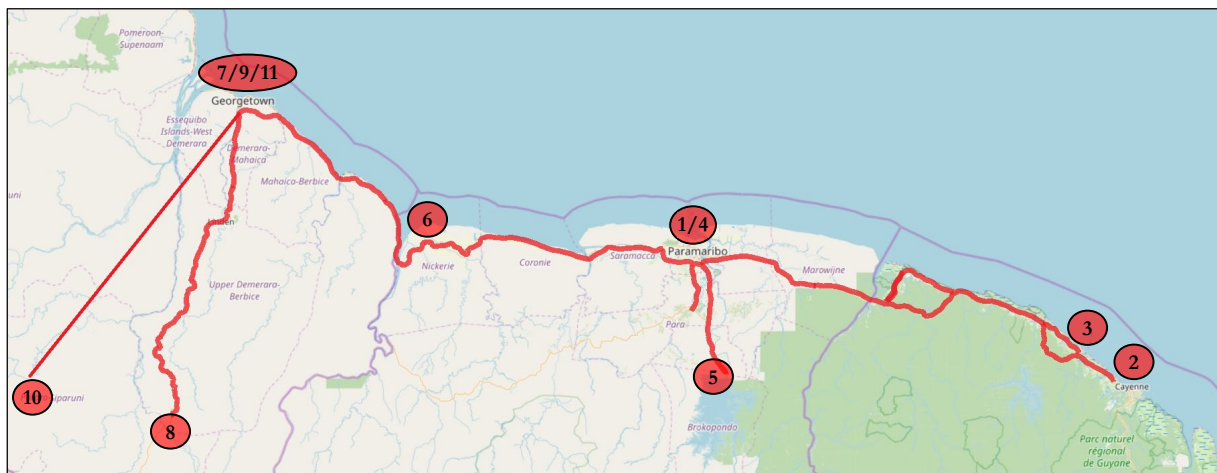 Pomeroon-
Supenaam
7/9/11
Georgetown
Essequibo
Islands-West
Demerara
Demerara-
Mahaica
Mahaica-Berbice
uni
6
1/4
Paramaribo
Nickerie
Coronie
Saramacca
Marowijne
Upper Demerara-
Berbice
Para
3
2
Cayenne
5
10
8
Brokopondo
Parc naturel
régional
de Guyane